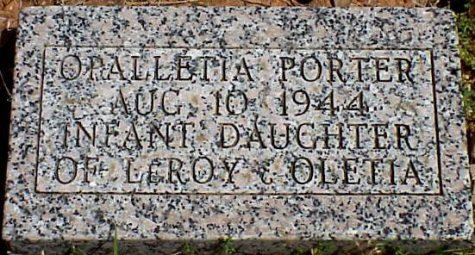 OPALLETIA PORTER
AUG 10 1944
INFANT DAUGHTER
OF LEROY & OLETIA